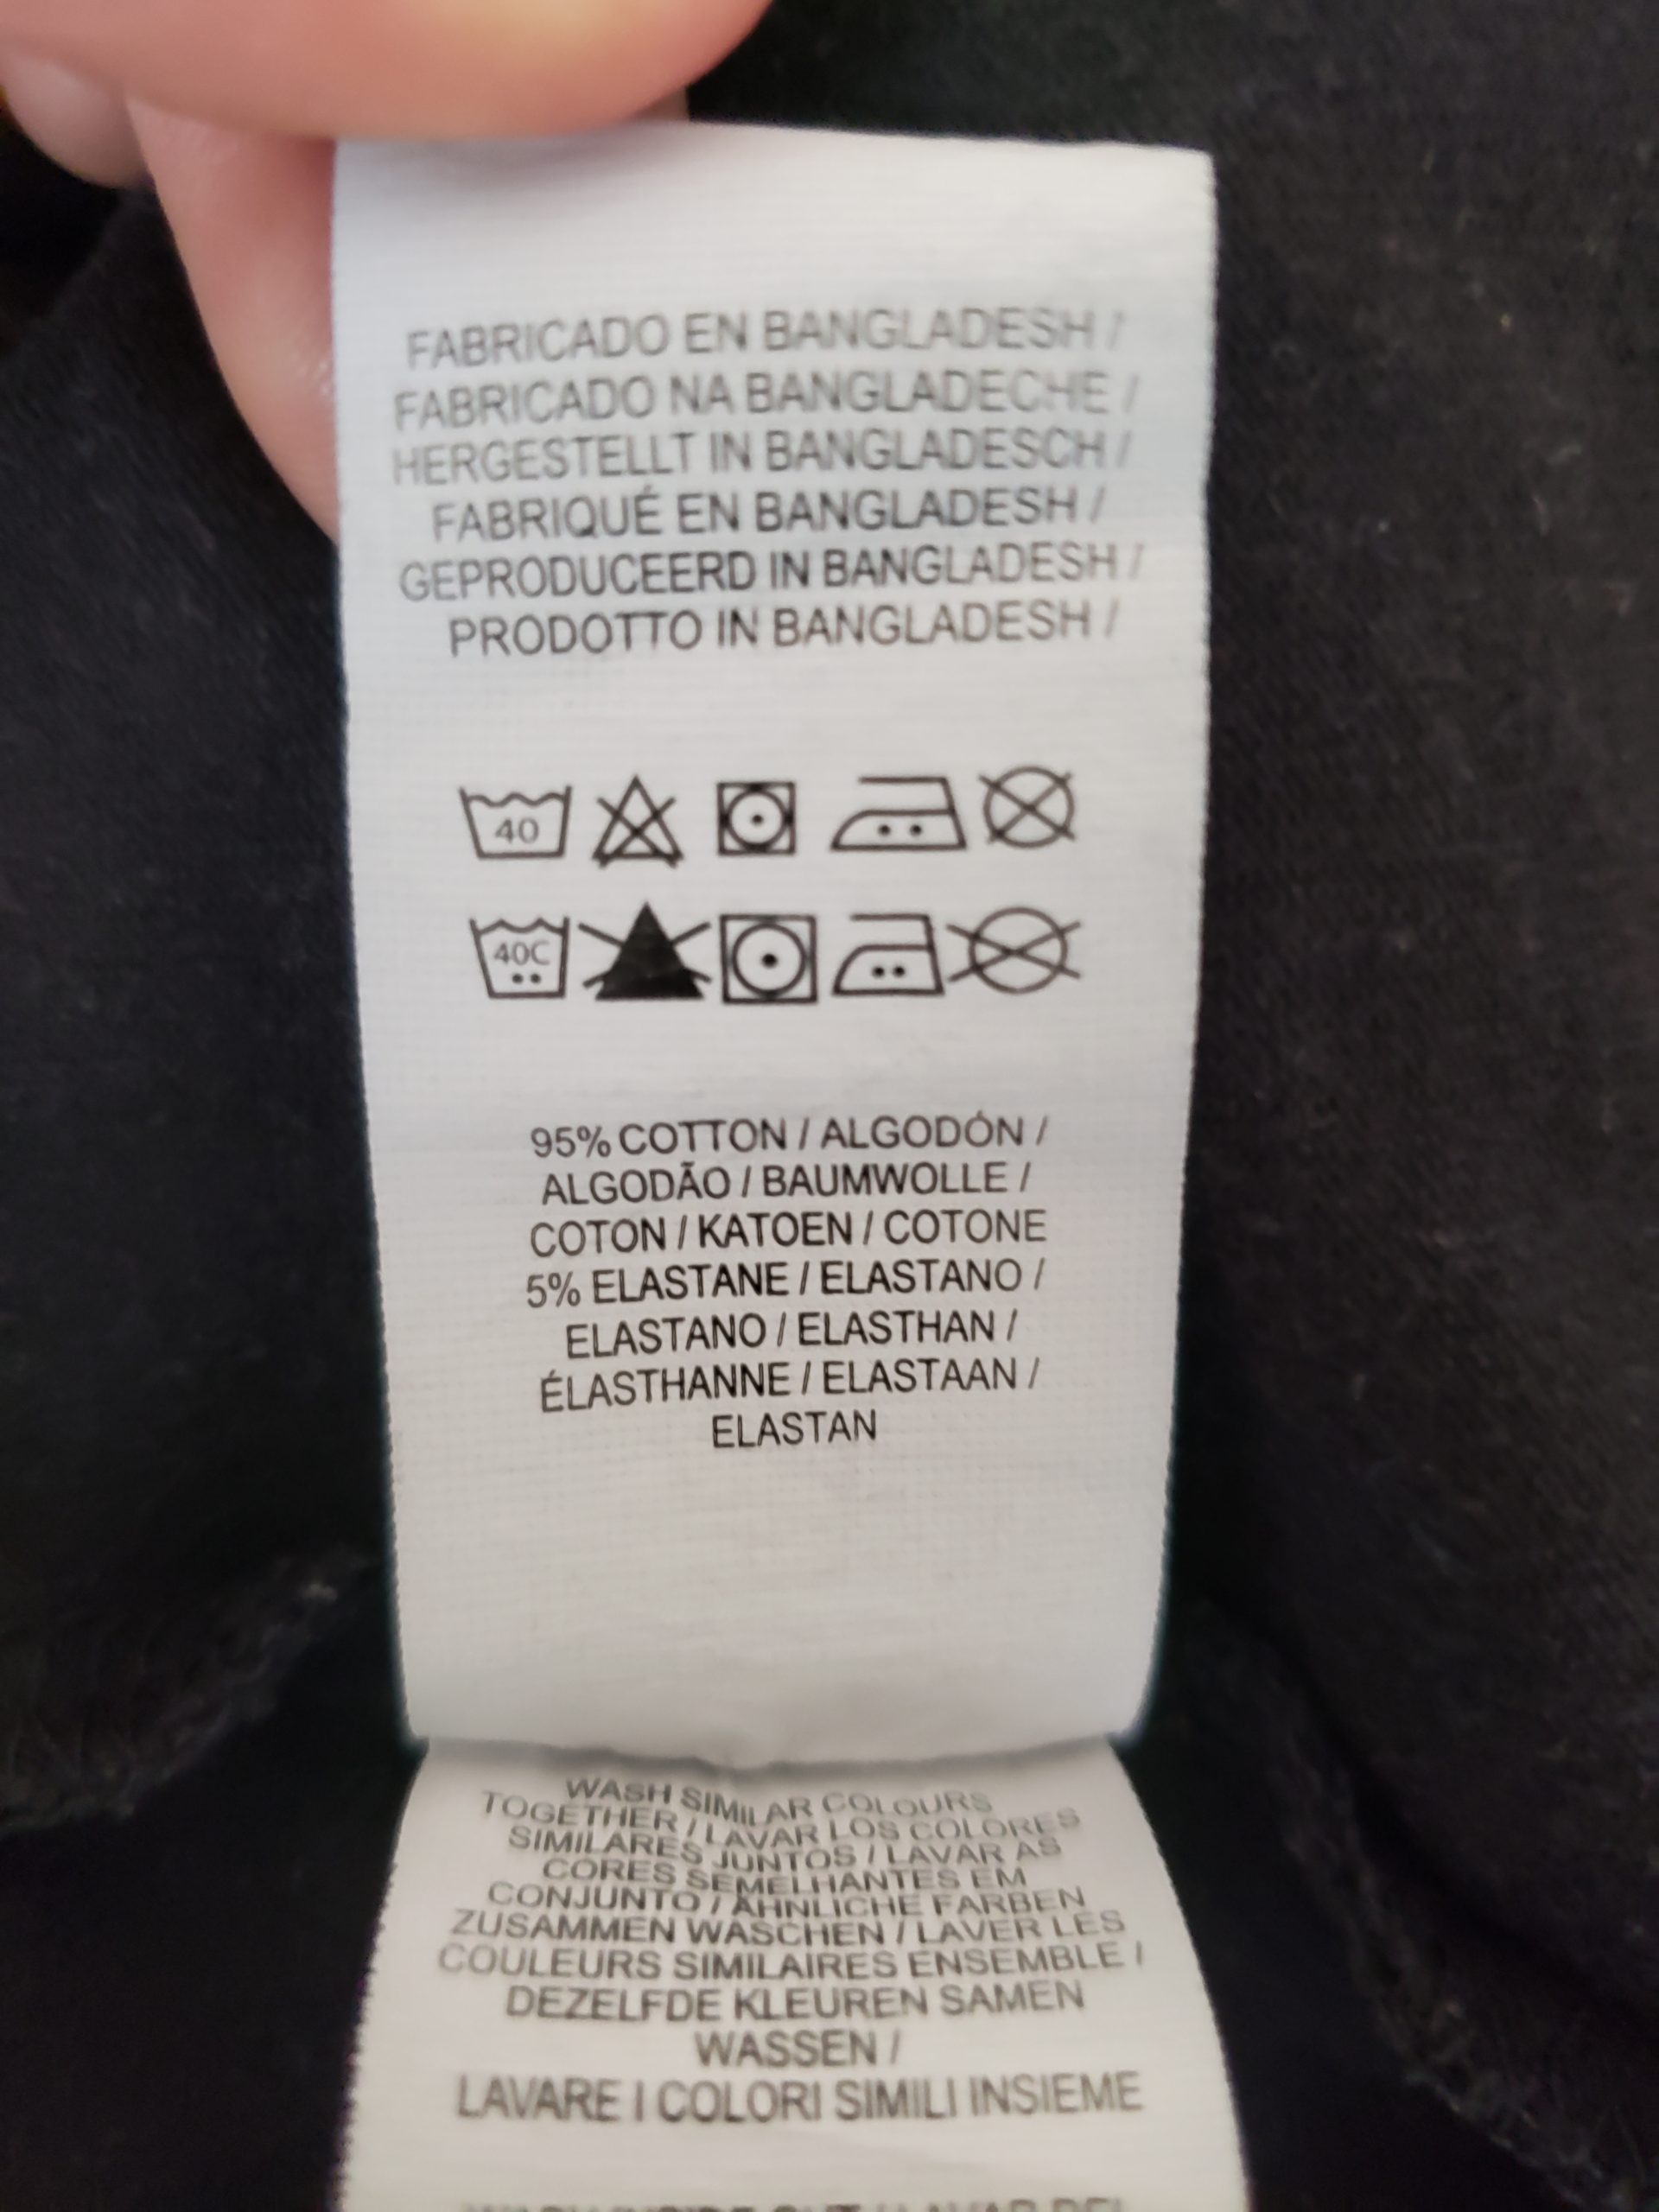 FABRICADO EN BANGLADESH /
FABRICADO NA BANGLADECHE /
HERGESTELLT IN BANGLADESCH /
FABRIQUÉ EN BANGLADESH /
GEPRODUCEERD IN BANGLADESH /
PRODOTTO IN BANGLADESH /
40
40C
95% COTTON / ALGODÓN /
ALGODÃO / BAUMWOLLE /
COTON / KATOEN / COTONE
5% ELASTANE / ELASTANO /
ELASTANO / ELASTHAN /
ÉLASTHANNE / ELASTAAN /
ELASTAN
WASH SIMILAR COLOURS
TOGETHER / LAVAR LOS COLORES
SIMILARES JUNTOS / LAVAR AS
CORES SEMELHANTES EM
CONJUNTO / ÄHNLICHE FARBEN
ZUSAMMEN WASCHEN / LAVER LES
COULEURS SIMILAIRES ENSEMBLE /
DEZELFDE KLEUREN SAMEN
WASSEN /
LAVARE I COLORI SIMILI INSIEME